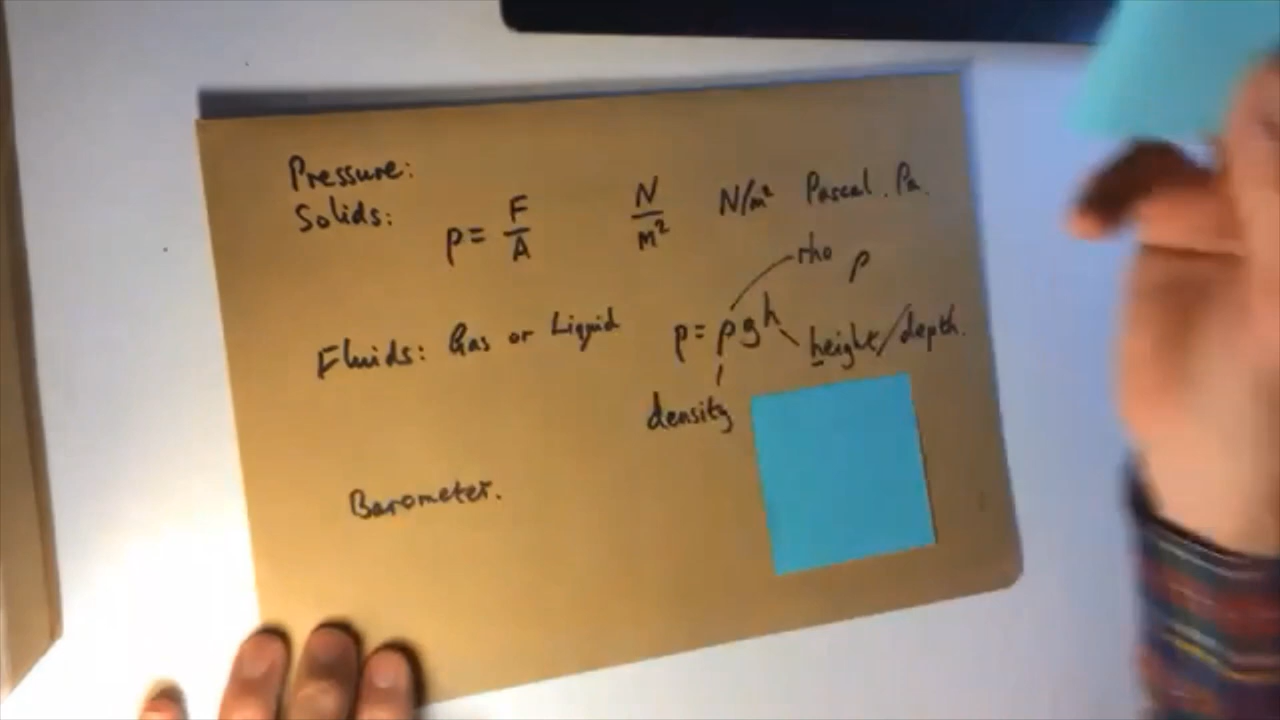 Pressure:
Solids: p = F/A N/m² N/m² Pascal. Pa.
rho ρ
Fluids: Gas or Liquid p = ρgh height/depth.
density
Barometer.